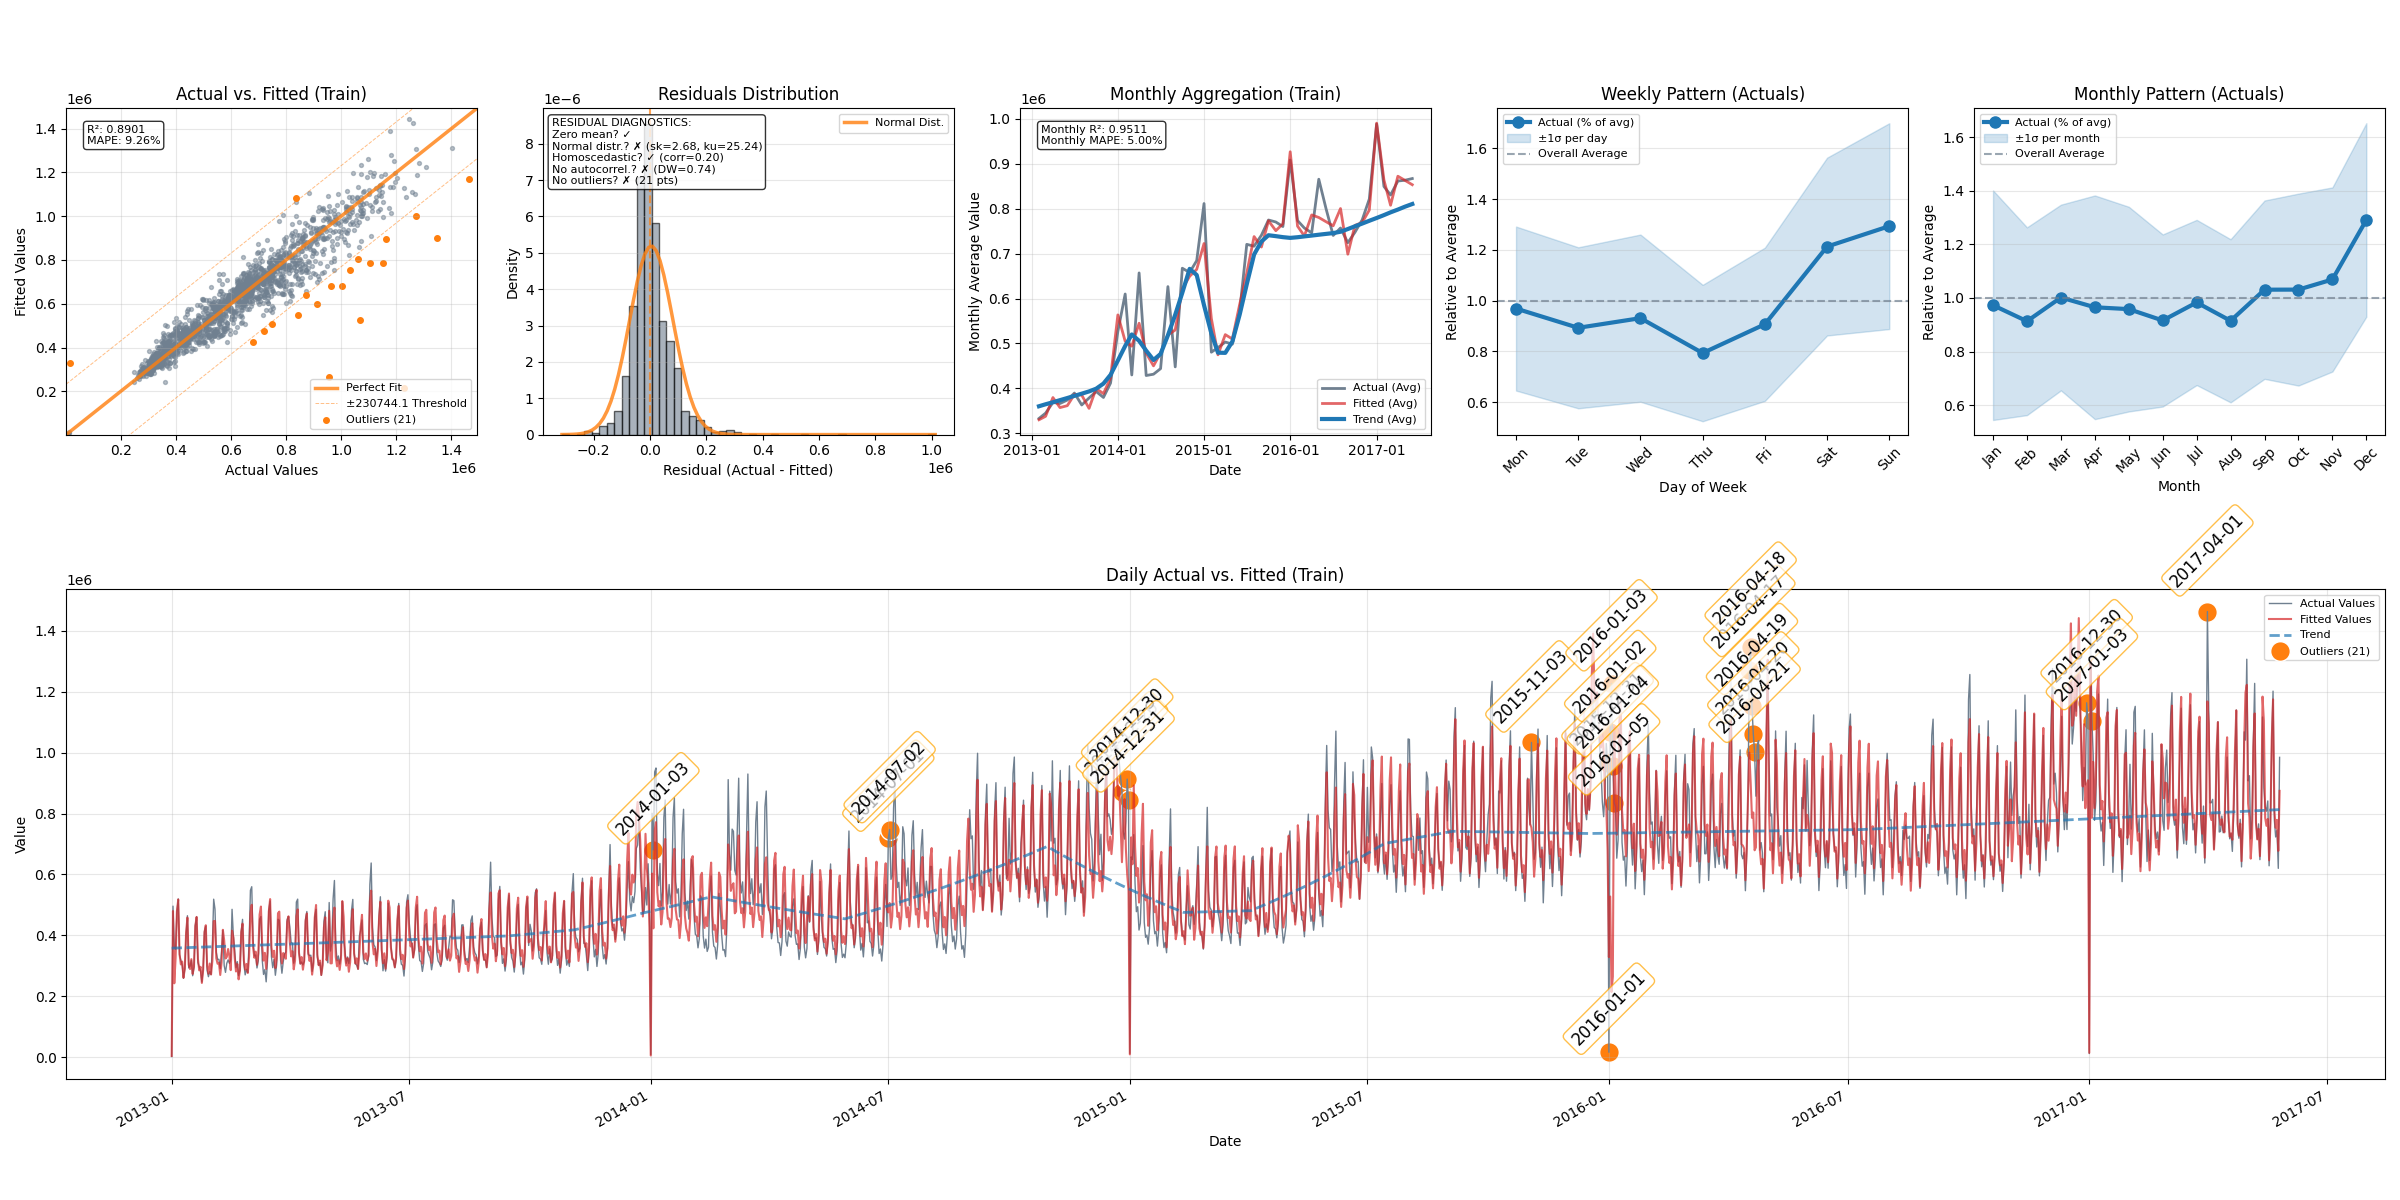 Actual vs. Fitted (Train)
1e6
R²: 0.8901
MAPE: 9.26%
1.4
1.2
1.0
0.8
0.6
0.4
0.2
Fitted Values
Perfect Fit
±230744.1 Threshold
Outliers (21)
0.2
0.4
0.6
0.8
1.0
1.2
1.4
1e6
Actual Values
Residuals Distribution
1e−6
RESIDUAL DIAGNOSTICS:
Zero mean? ✓
Normal distr.? ✗ (sk=2.68, ku=25.24)
Homoscedastic? ✓ (corr=0.20)
No autocorrel.? ✗ (DW=0.74)
No outliers? ✗ (21 pts)
Normal Dist.
8
7
6
5
4
3
2
1
0
Density
−0.2
0.0
0.2
0.4
0.6
0.8
1.0
1e6
Residual (Actual - Fitted)
Monthly Aggregation (Train)
1e6
Monthly R²: 0.9511
Monthly MAPE: 5.00%
1.0
0.9
0.8
0.7
0.6
0.5
0.4
0.3
Monthly Average Value
Actual (Avg)
Fitted (Avg)
Trend (Avg)
2013-01
2014-01
2015-01
2016-01
2017-01
Date
Weekly Pattern (Actuals)
Actual (% of avg)
±1σ per day
Overall Average
1.6
1.4
1.2
1.0
0.8
0.6
Relative to Average
Mon
Tue
Wed
Thu
Fri
Sat
Sun
Day of Week
Monthly Pattern (Actuals)
Actual (% of avg)
±1σ per month
Overall Average
1.6
1.4
1.2
1.0
0.8
0.6
Relative to Average
Jan
Feb
Mar
Apr
May
Jun
Jul
Aug
Sep
Oct
Nov
Dec
Month
Daily Actual vs. Fitted (Train)
1e6
1.4
1.2
1.0
0.8
0.6
0.4
0.2
0.0
Value
2014-01-03
2014-07-02
2014-12-30
2014-12-31
2015-11-03
2016-01-03
2016-01-02
2016-01-04
2016-01-05
2016-01-01
2016-04-18
2016-04-17
2016-04-19
2016-04-20
2016-04-21
2016-12-30
2017-01-03
2017-04-01
Actual Values
Fitted Values
Trend
Outliers (21)
2013-01
2013-07
2014-01
2014-07
2015-01
2015-07
2016-01
2016-07
2017-01
2017-07
Date